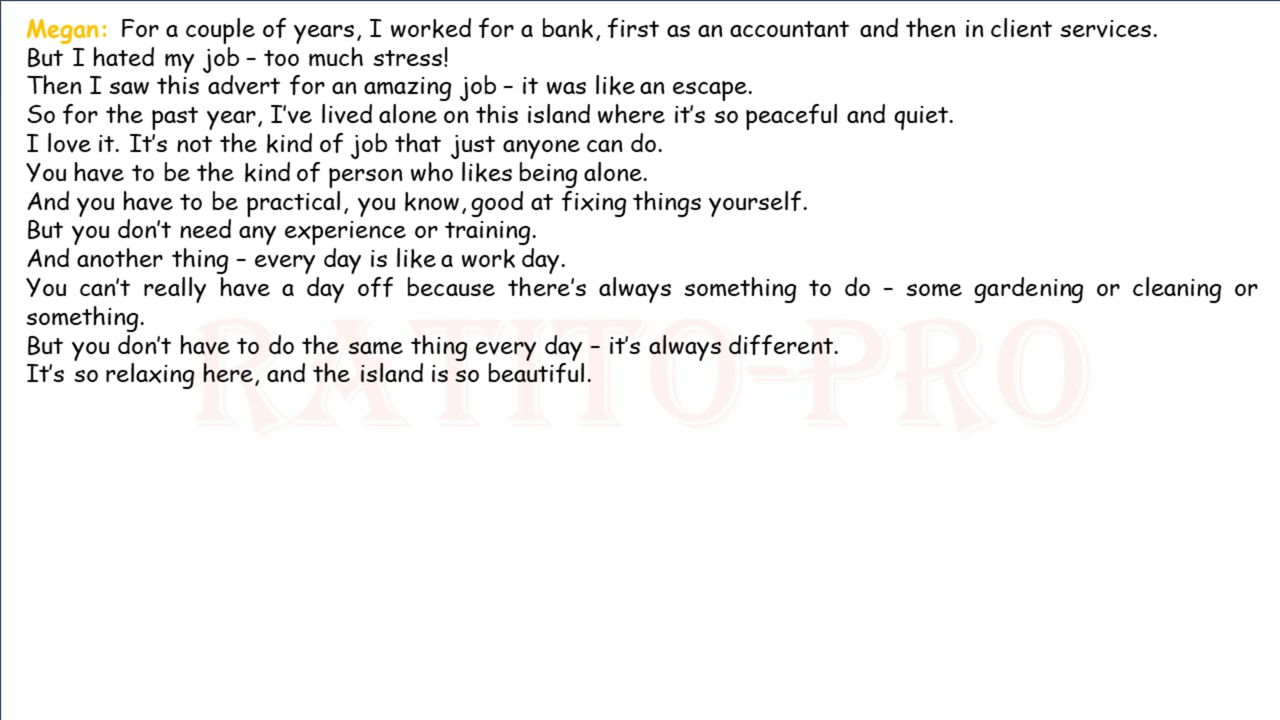 Megan: For a couple of years, I worked for a bank, first as an accountant and then in client services.
But I hated my job – too much stress!
Then I saw this advert for an amazing job – it was like an escape.
So for the past year, I’ve lived alone on this island where it’s so peaceful and quiet.
I love it. It’s not the kind of job that just anyone can do.
You have to be the kind of person who likes being alone.
And you have to be practical, you know, good at fixing things yourself.
But you don’t need any experience or training.
And another thing – every day is like a work day.
You can’t really have a day off because there’s always something to do – some gardening or cleaning or
something.
But you don’t have to do the same thing every day – it’s always different.
It’s so relaxing here, and the island is so beautiful.
RATITO-PRO